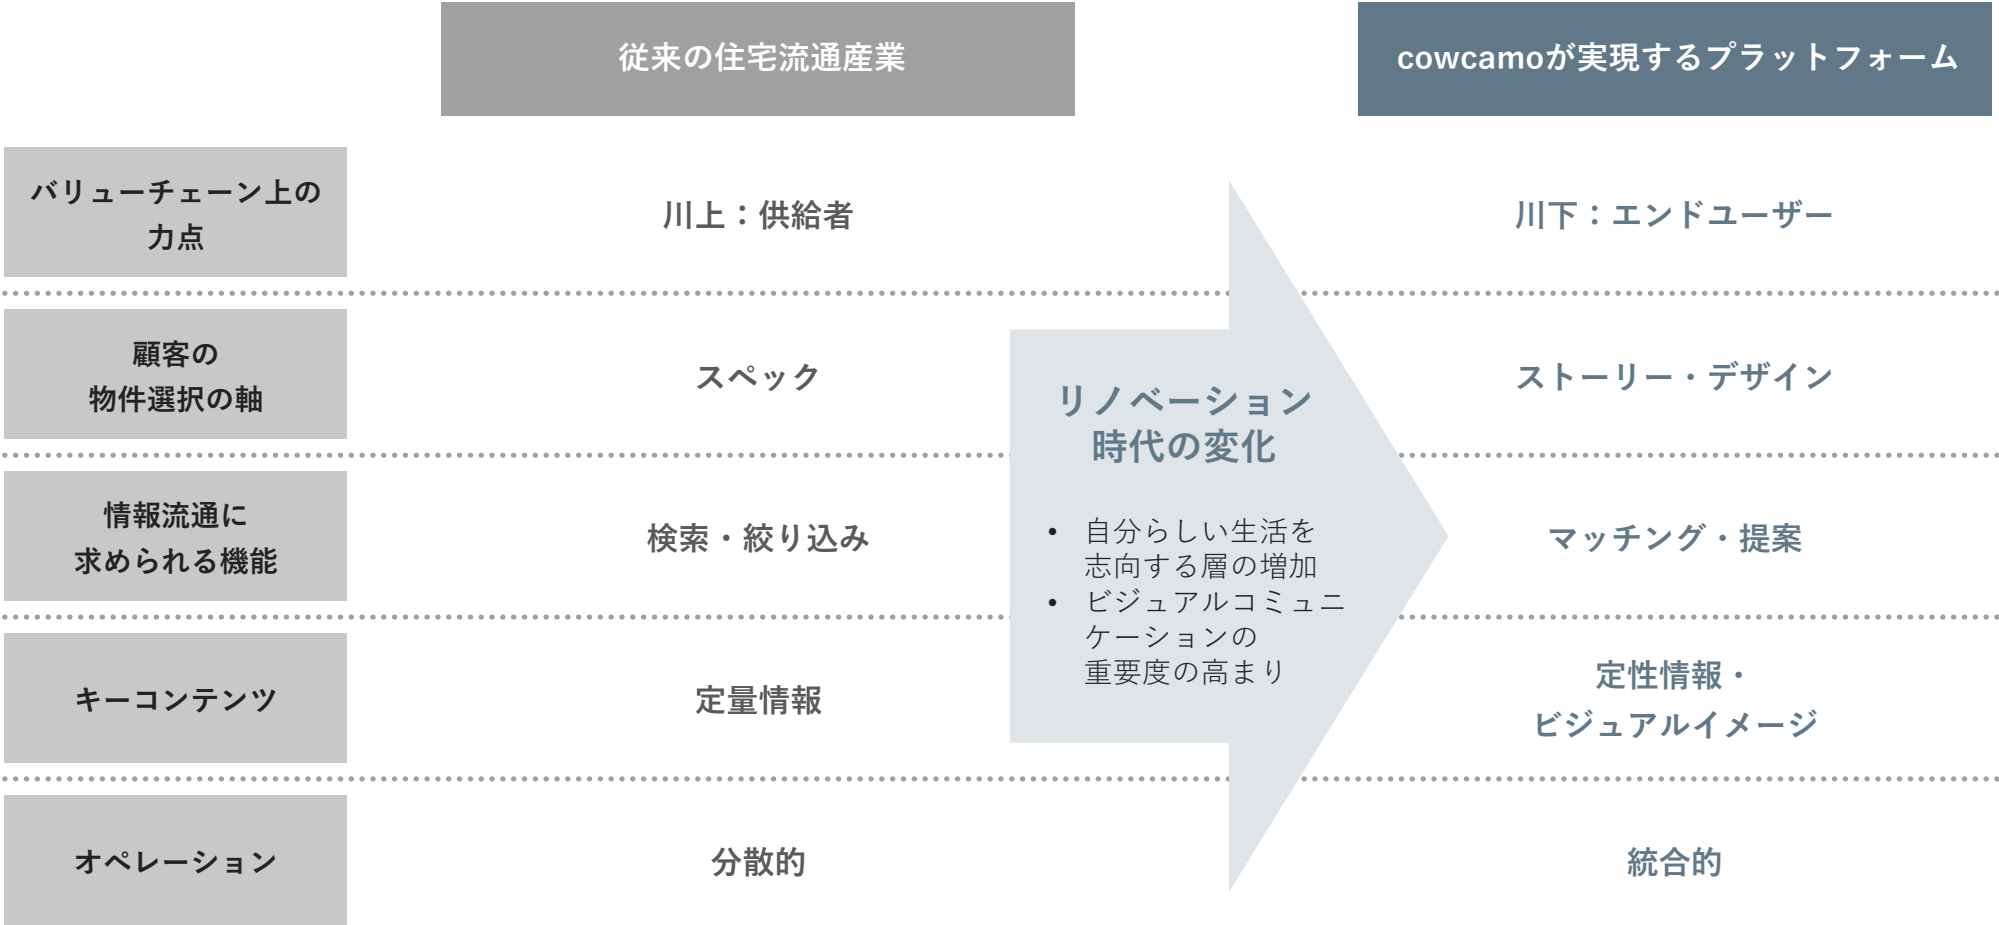 従来の住宅流通産業
cowcamoが実現するプラットフォーム
バリューチェーン上の
力点
川上：供給者
川下：エンドユーザー
顧客の
物件選択の軸
スペック
ストーリー・デザイン
情報流通に
求められる機能
検索・絞り込み
マッチング・提案
キーコンテンツ
定量情報
定性情報・
ビジュアルイメージ
オペレーション
分散的
統合的
リノベーション
時代の変化
• 自分らしい生活を
志向する層の増加
• ビジュアルコミュニ
ケーションの
重要度の高まり